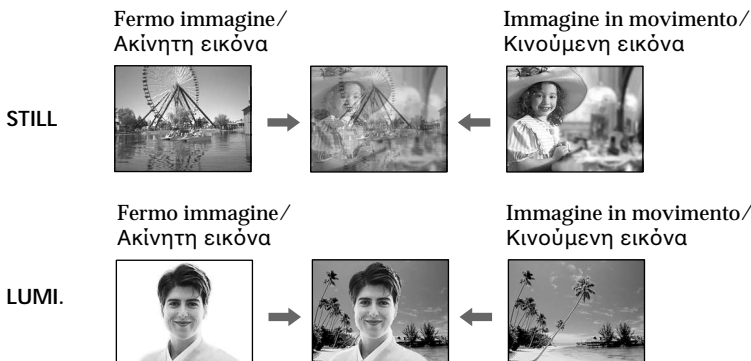 Fermo immagine/
Ακίνητη εικόνα
Immagine in movimento/
Κινούμενη εικόνα
STILL
Fermo immagine/
Ακίνητη εικόνα
Immagine in movimento/
Κινούμενη εικόνα
LUMI.